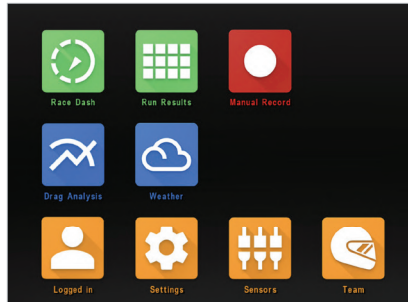 Race Dash
Run Results
Manual Record
Drag Analysis
Weather
Logged in
Settings
Sensors
Team